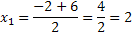 x₁ = (−2 + 6)/2 = 4/2 = 2